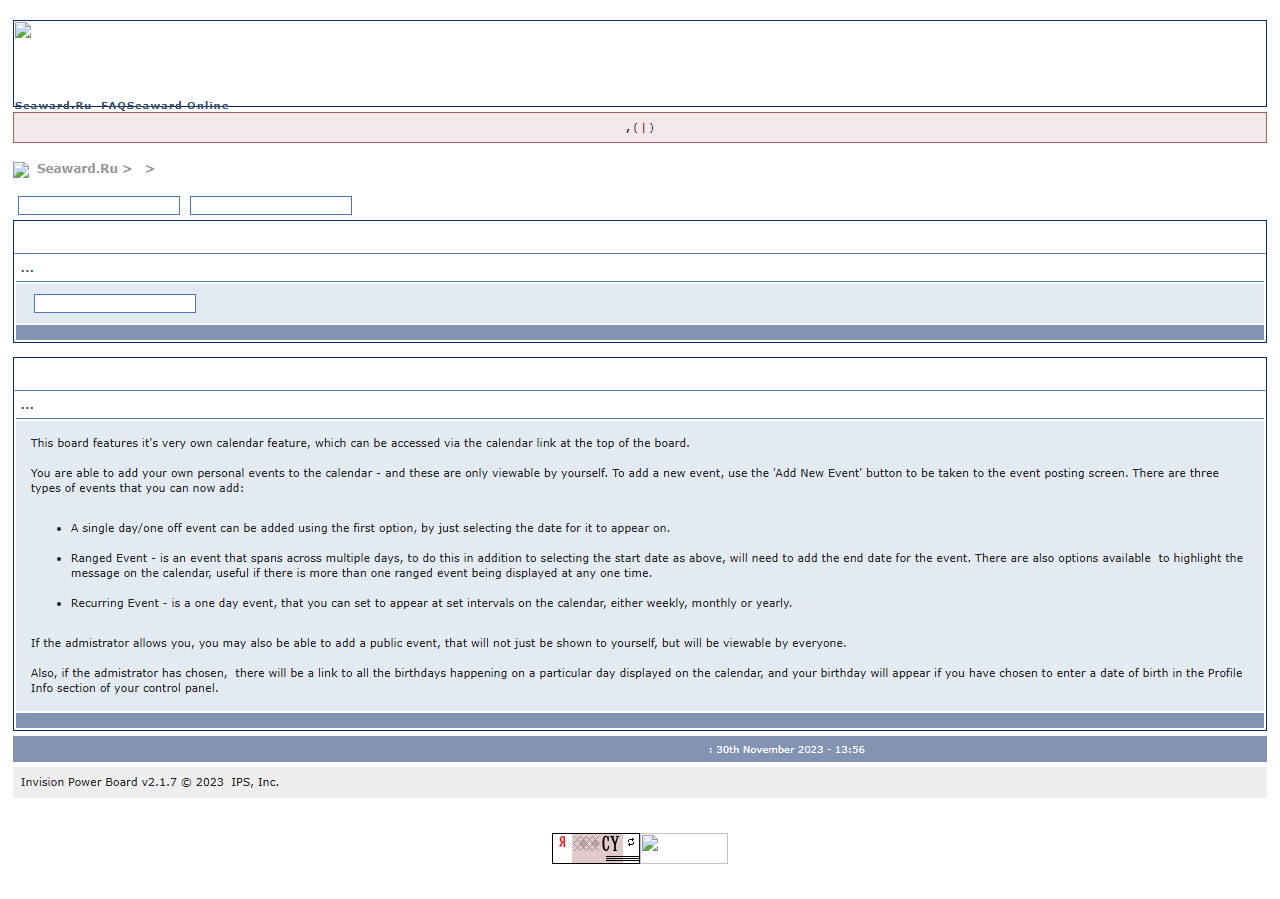 Seaward.Ru FAQSeaward Online
,(|)
Seaward.Ru > >
...
...
This board features it's very own calendar feature, which can be accessed via the calendar link at the top of the board.
You are able to add your own personal events to the calendar - and these are only viewable by yourself. To add a new event, use the 'Add New Event' button to be taken to the event posting screen. There are three
types of events that you can now add:
• A single day/one off event can be added using the first option, by just selecting the date for it to appear on.
• Ranged Event - is an event that spans across multiple days, to do this in addition to selecting the start date as above, will need to add the end date for the event. There are also options available to highlight the
message on the calendar, useful if there is more than one ranged event being displayed at any one time.
• Recurring Event - is a one day event, that you can set to appear at set intervals on the calendar, either weekly, monthly or yearly.
If the admistrator allows you, you may also be able to add a public event, that will not just be shown to yourself, but will be viewable by everyone.
Also, if the admistrator has chosen, there will be a link to all the birthdays happening on a particular day displayed on the calendar, and your birthday will appear if you have chosen to enter a date of birth in the Profile
Info section of your control panel.
: 30th November 2023 - 13:56
Invision Power Board v2.1.7 © 2023 IPS, Inc.
Я CY